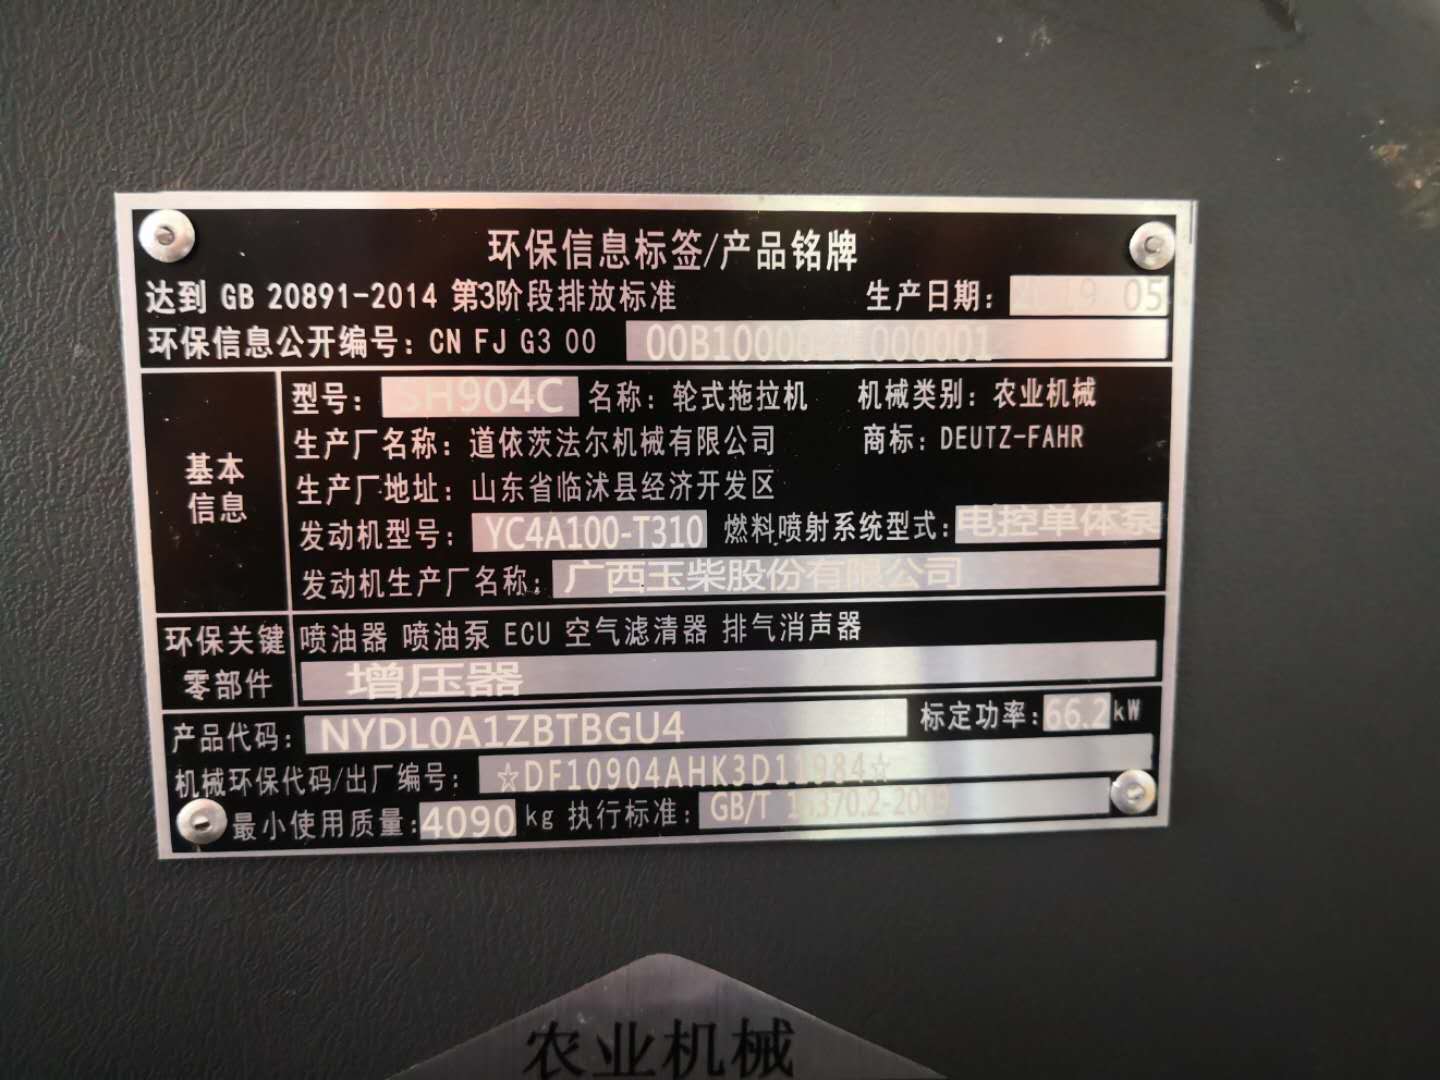 环保信息标签/产品铭牌
达到 GB 20891-2014 第3阶段排放标准 生产日期: 2019.05
环保信息公开编号: CN FJ G3 00 00B1000 000001
型号: SH904C 名称: 轮式拖拉机 机械类别: 农业机械
生产厂名称: 道依茨法尔机械有限公司 商标: DEUTZ-FAHR
基本信息
生产厂地址: 山东省临沭县经济开发区
发动机型号: YC4A100-T310 燃料喷射系统型式: 电控单体泵
发动机生产厂名称: 广西玉柴股份有限公司
环保关键零部件
喷油器 喷油泵 ECU 空气滤清器 排气消声器
增压器
产品代码: NYDL0A1ZBTBGU4 标定功率: 66.2 kW
机械环保代码/出厂编号: ☆DF10904AHK3D11984☆
最小使用质量: 4090 kg 执行标准: GB/T 15370.2-2009
农业机械